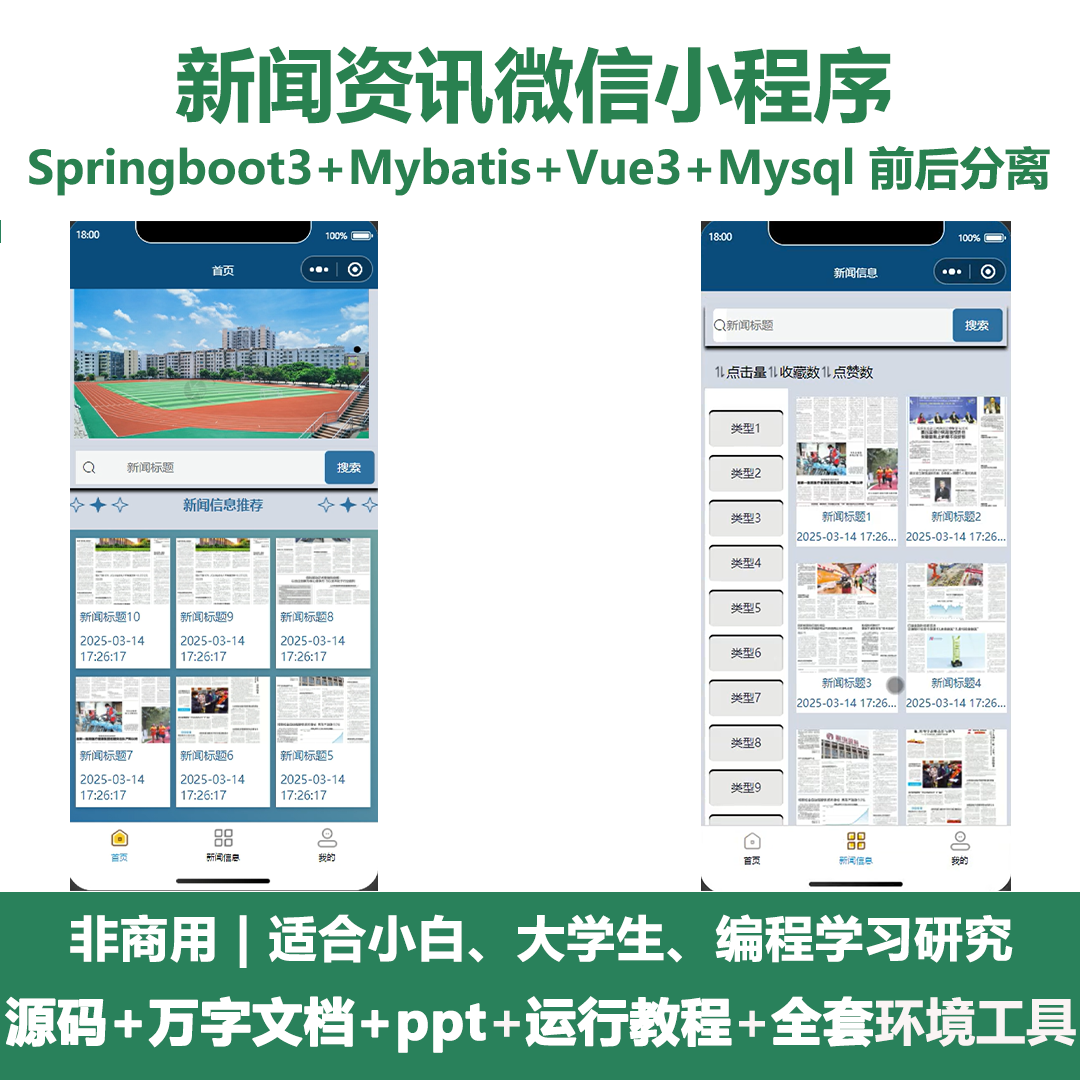 新闻资讯微信小程序
Springboot3+Mybatis+Vue3+Mysql 前后分离
18:00
100%
首页
新闻标题
搜索
新闻信息推荐
新闻标题10
2025-03-14
17:26:17
新闻标题9
2025-03-14
17:26:17
新闻标题8
2025-03-14
17:26:17
新闻标题7
2025-03-14
17:26:17
新闻标题6
2025-03-14
17:26:17
新闻标题5
2025-03-14
17:26:17
首页
新闻信息
我的
18:00
100%
新闻信息
新闻标题
搜索
点击量
收藏数
点赞数
类型1
类型2
类型3
类型4
类型5
类型6
类型7
类型8
类型9
新闻标题1
2025-03-14 17:26...
新闻标题2
2025-03-14 17:26...
新闻标题3
2025-03-14 17:26...
新闻标题4
2025-03-14 17:26...
首页
新闻信息
我的
非商用 | 适合小白、大学生、编程学习研究
源码+万字文档+ppt+运行教程+全套环境工具